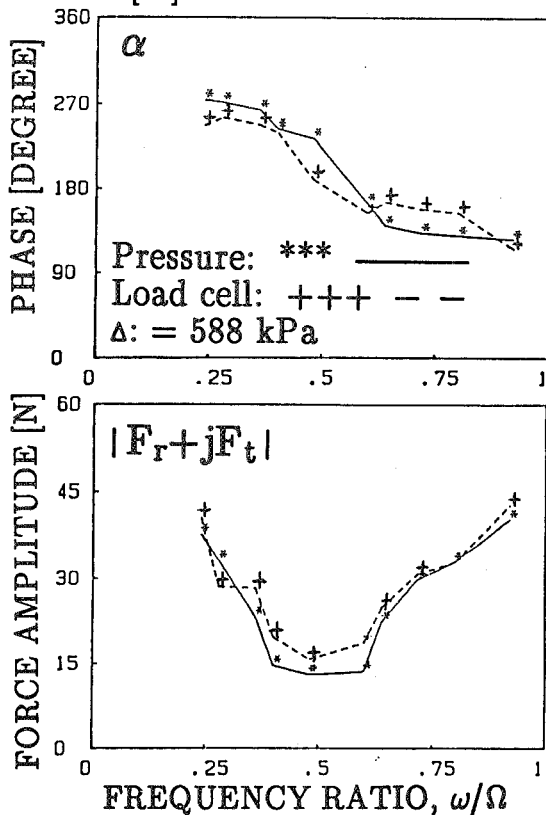 360
α
270
180
90
0
PHASE [DEGREE]
Pressure: ***
Load cell: +++ – –
Δ: = 588 kPa
0 .25 .5 .75 1
60
|Fr+jFt|
45
30
15
0
FORCE AMPLITUDE [N]
0 .25 .5 .75 1
FREQUENCY RATIO, ω/Ω